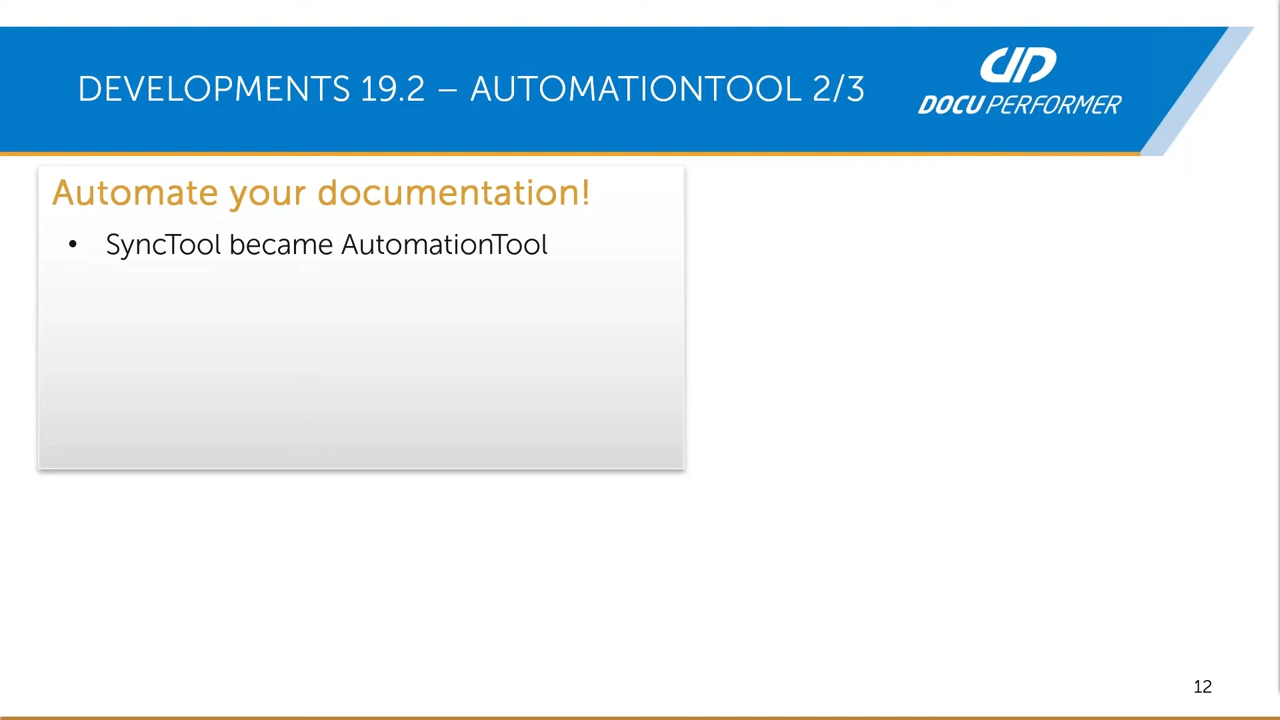 DEVELOPMENTS 19.2 – AUTOMATIONTOOL 2/3
DOCU PERFORMER
Automate your documentation!
• SyncTool became AutomationTool
12